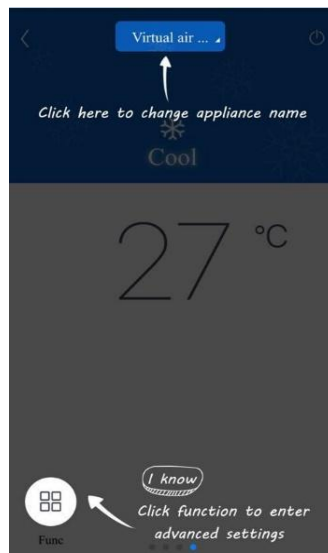 Virtual air ...
Click here to change appliance name
Cool
27 °C
I know
Click function to enter
advanced settings
Func